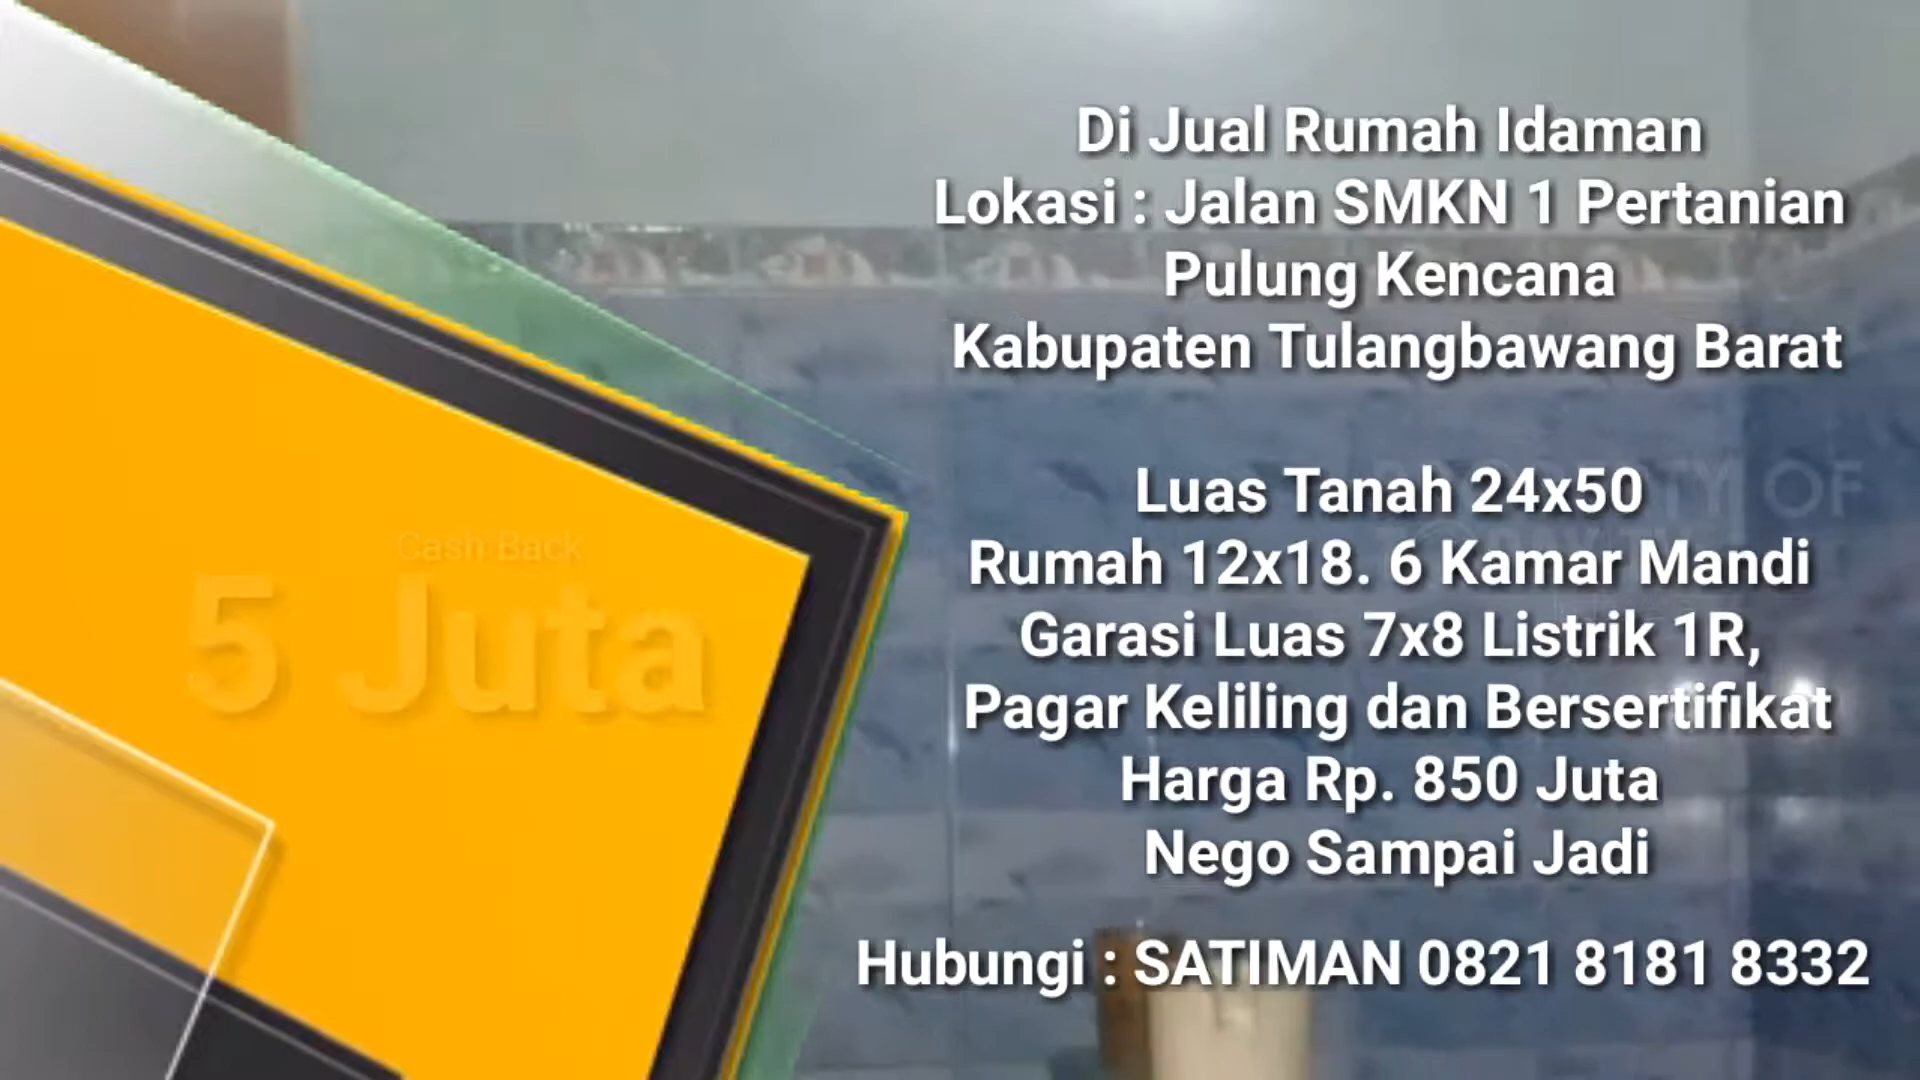 Di Jual Rumah Idaman
Lokasi : Jalan SMKN 1 Pertanian
Pulung Kencana
Kabupaten Tulangbawang Barat
Luas Tanah 24x50
Rumah 12x18. 6 Kamar Mandi
Garasi Luas 7x8 Listrik 1R,
Pagar Keliling dan Bersertifikat
Harga Rp. 850 Juta
Nego Sampai Jadi
Hubungi : SATIMAN 0821 8181 8332
Cash Back
5 Juta
OF